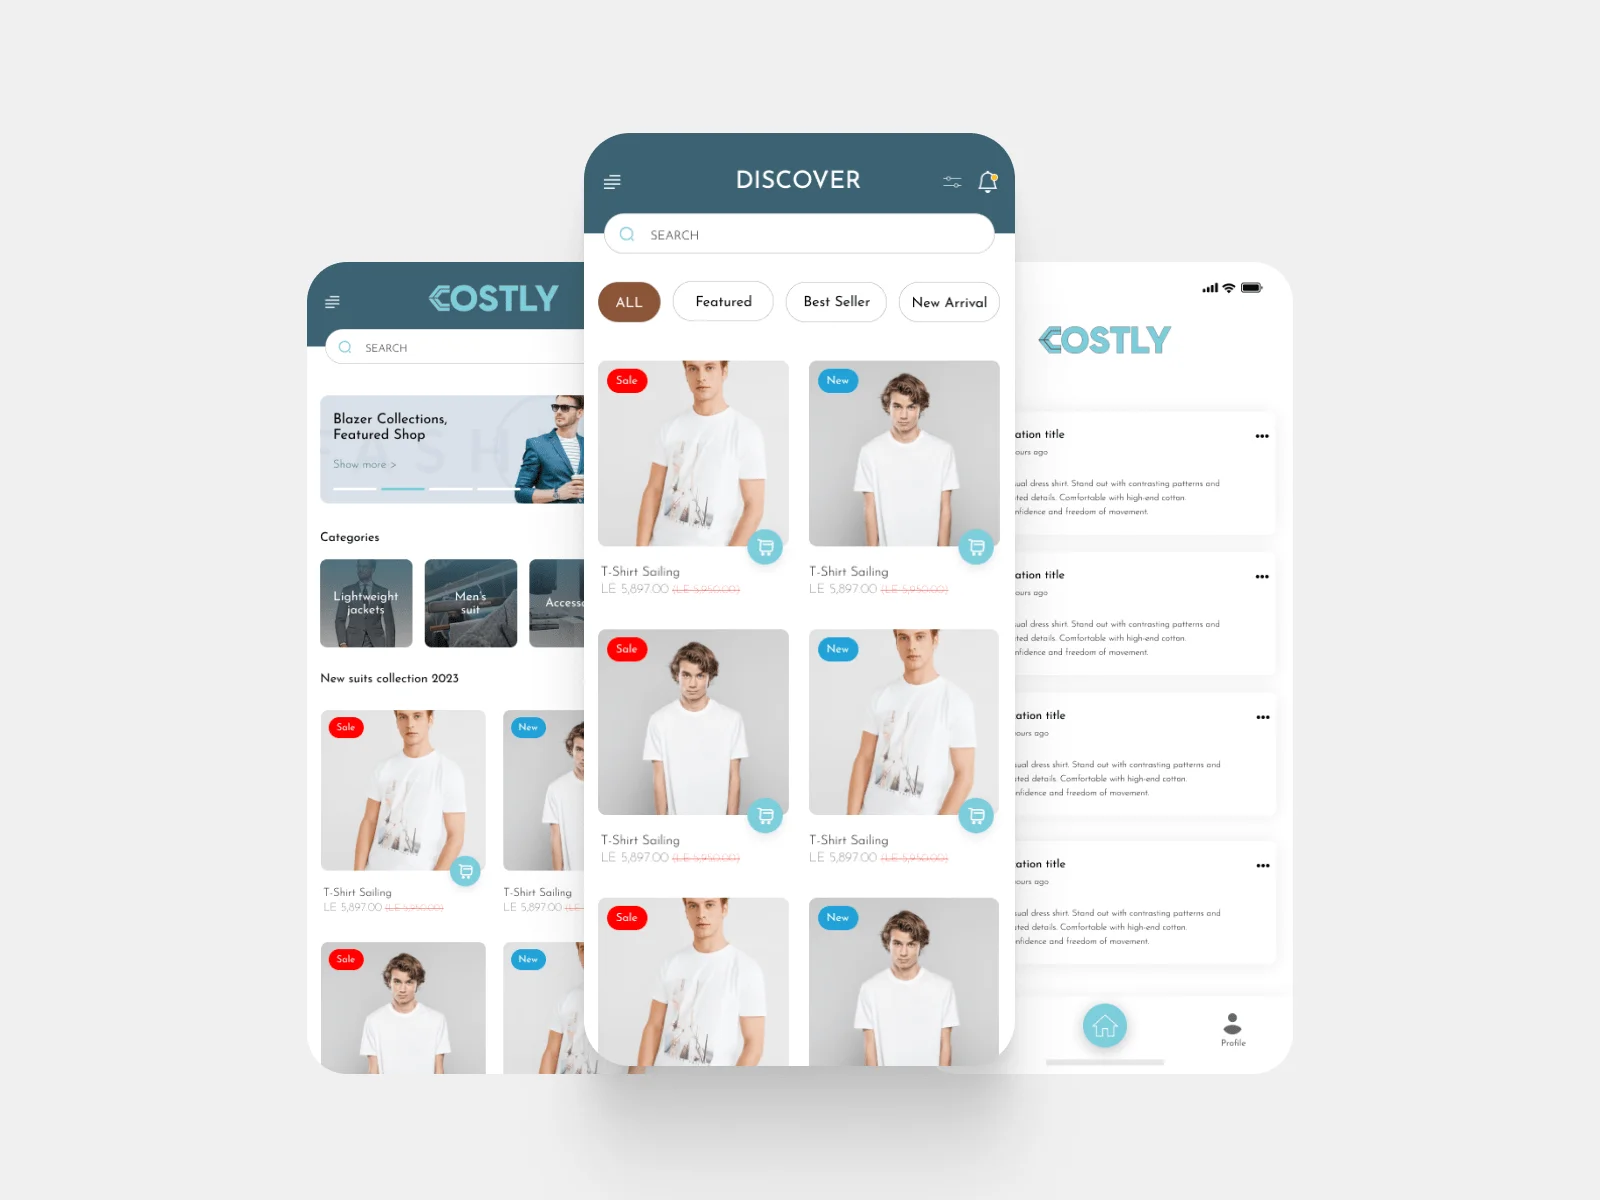 COSTLY
SEARCH
Blazer Collections,
Featured Shop
FASH
Show more >
Categories
Lightweight
jackets
Men's
suit
Accesso
New suits collection 2023
Sale
New
T-Shirt Sailing
LE 5,897.00 (LE 5,950.00)
T-Shirt Sailing
LE 5,897.00 (LE
Sale
New
DISCOVER
SEARCH
ALL
Featured
Best Seller
New Arrival
Sale
New
T-Shirt Sailing
LE 5,897.00 (LE 5,950.00)
T-Shirt Sailing
LE 5,897.00 (LE 5,950.00)
Sale
New
T-Shirt Sailing
LE 5,897.00 (LE 5,950.00)
T-Shirt Sailing
LE 5,897.00 (LE 5,950.00)
Sale
New
COSTLY
ation title
ours ago
sual dress shirt. Stand out with contrasting patterns and
ted details. Comfortable with high-end cotton.
nfidence and freedom of movement.
ation title
ours ago
sual dress shirt. Stand out with contrasting patterns and
ted details. Comfortable with high-end cotton.
nfidence and freedom of movement.
ation title
ours ago
sual dress shirt. Stand out with contrasting patterns and
ted details. Comfortable with high-end cotton.
nfidence and freedom of movement.
cation title
ours ago
sual dress shirt. Stand out with contrasting patterns and
ted details. Comfortable with high-end cotton.
nfidence and freedom of movement.
Profile